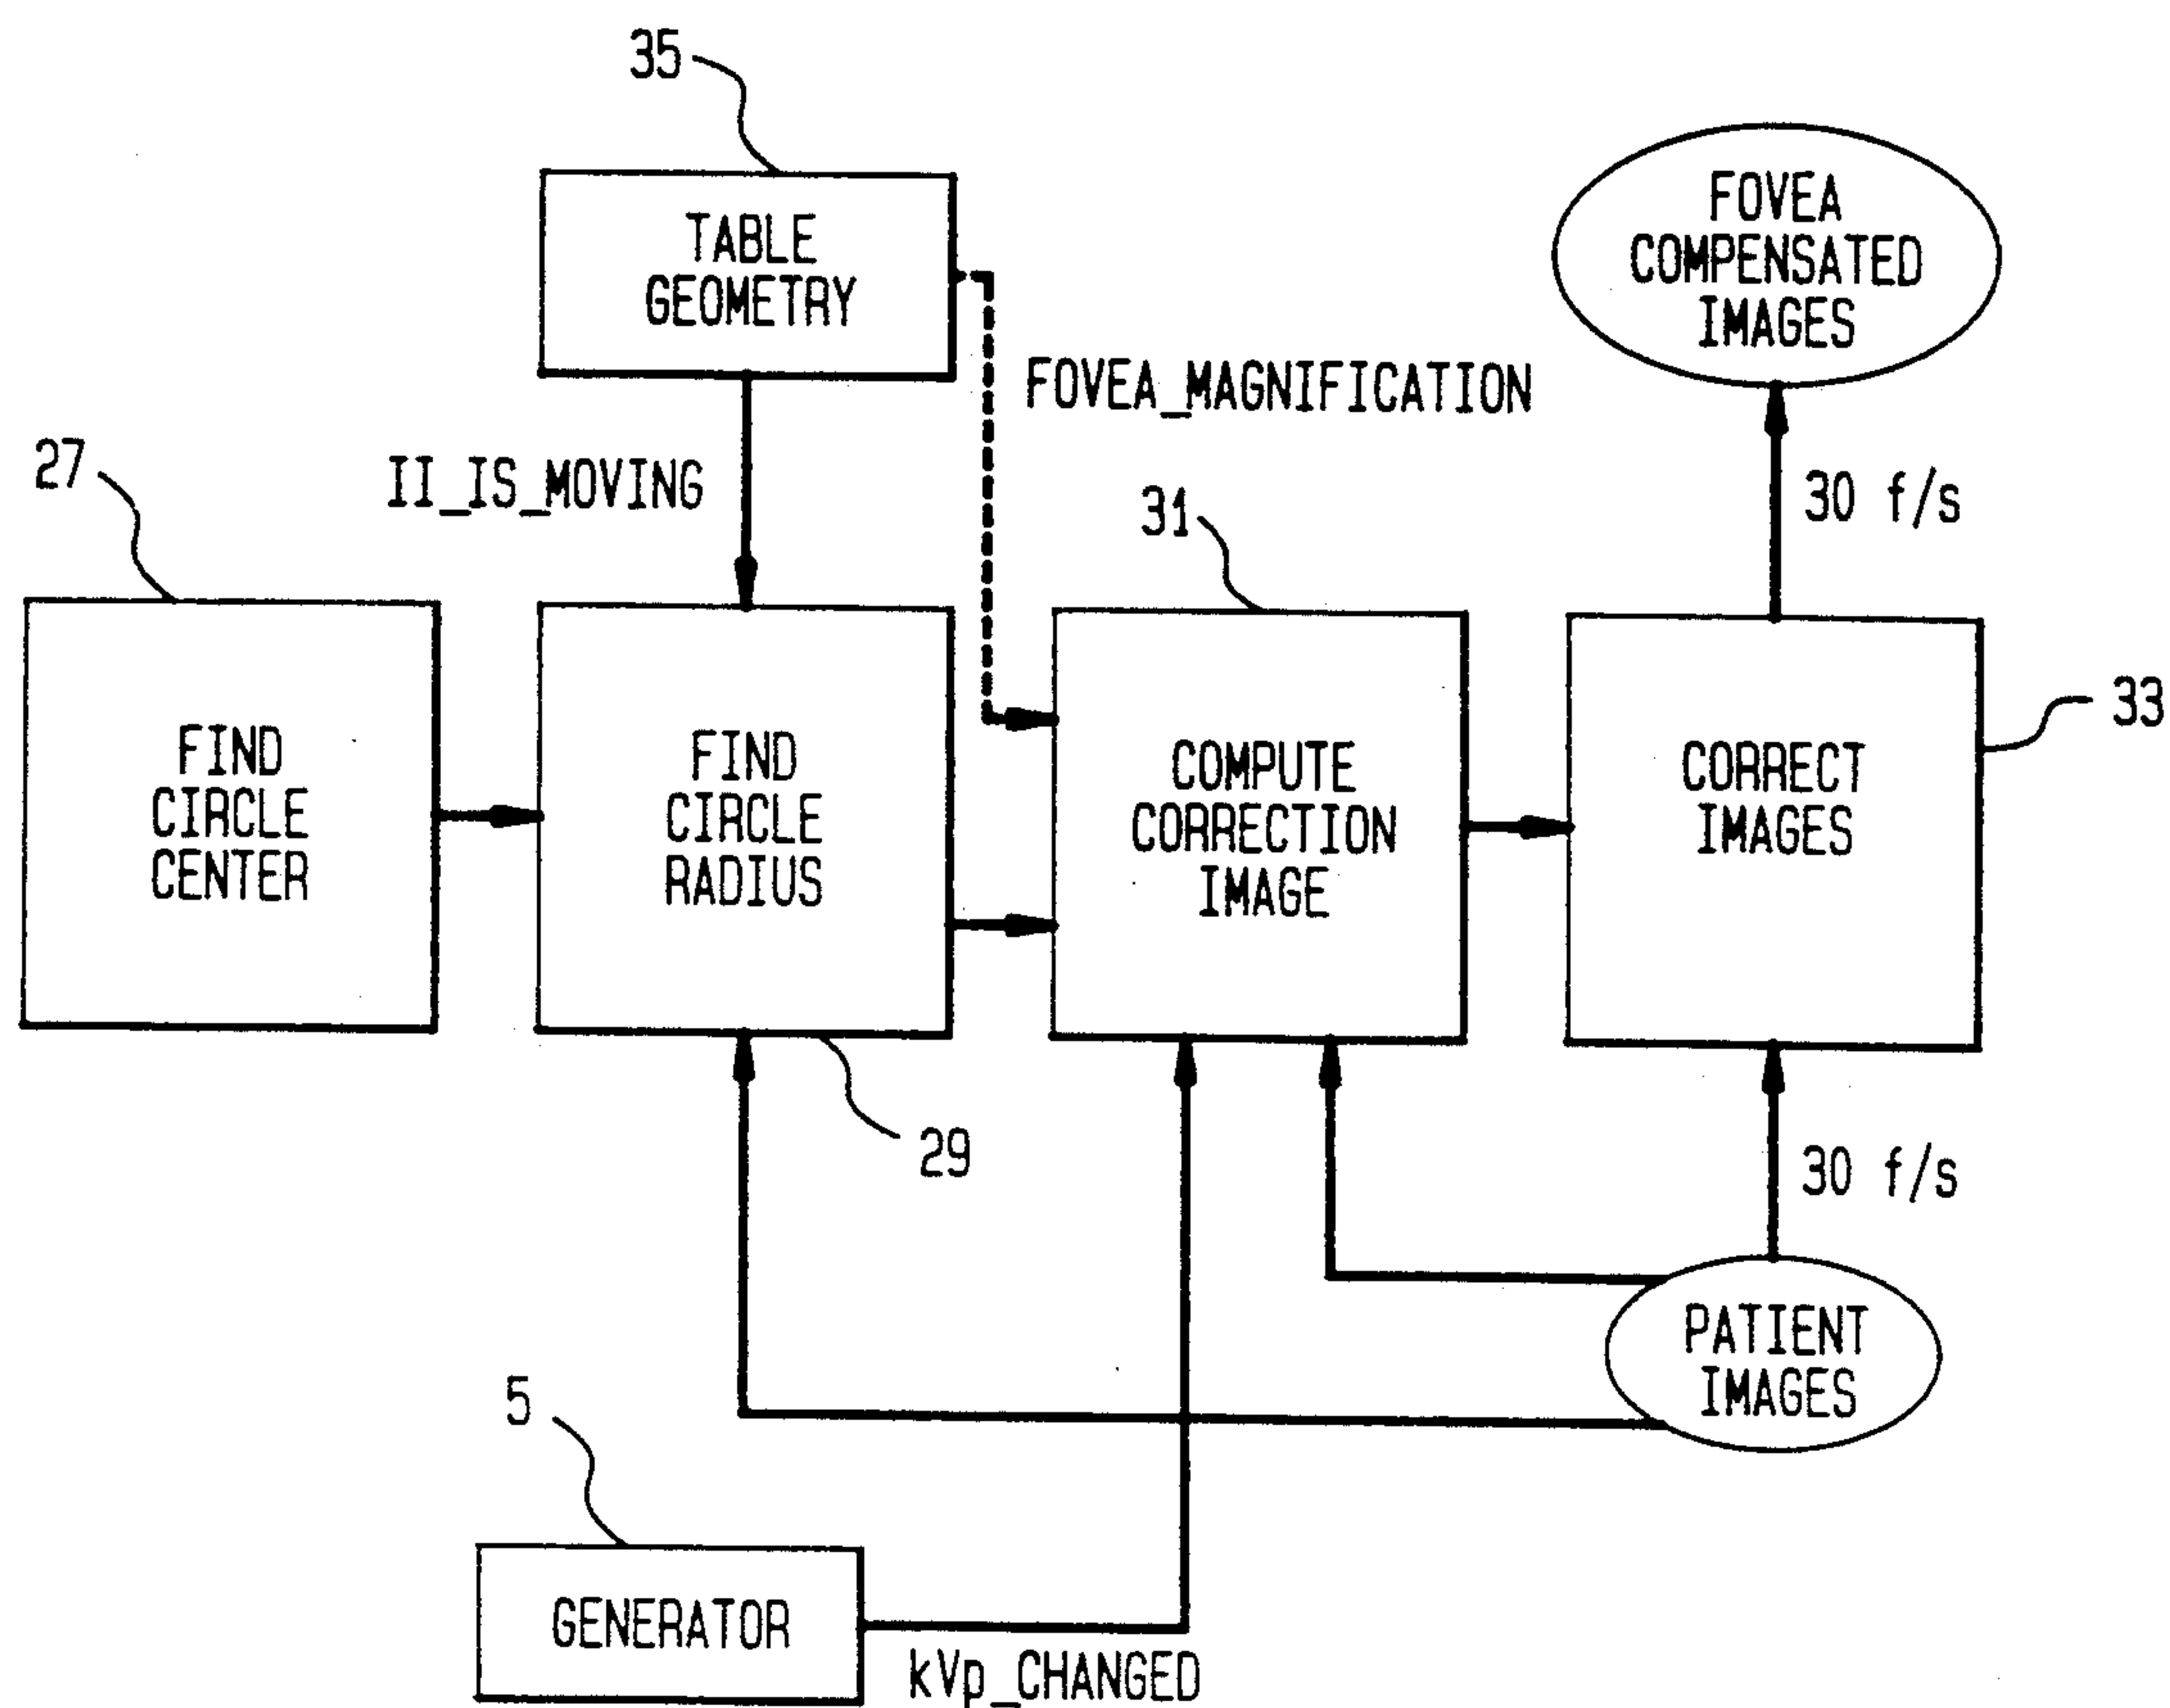 35
TABLE
GEOMETRY
FOVEA
COMPENSATED
IMAGES
FOVEA_MAGNIFICATION
27
II_IS_MOVING
31
30 f/s
FIND
CIRCLE
CENTER
FIND
CIRCLE
RADIUS
COMPUTE
CORRECTION
IMAGE
CORRECT
IMAGES
33
29
30 f/s
PATIENT
IMAGES
5
GENERATOR
kVp_CHANGED